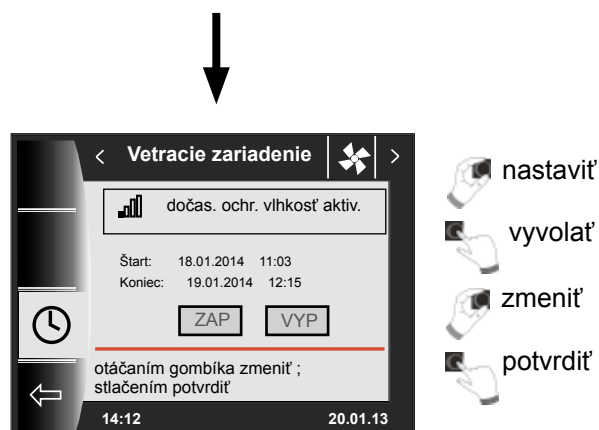 < Vetracie zariadenie >
dočas. ochr. vlhkosť aktiv.
Štart: 18.01.2014 11:03
Koniec: 19.01.2014 12:15
ZAP VYP
otáčaním gombíka zmeniť ;
stlačením potvrdiť
14:12 20.01.13
nastaviť
vyvolať
zmeniť
potvrdiť